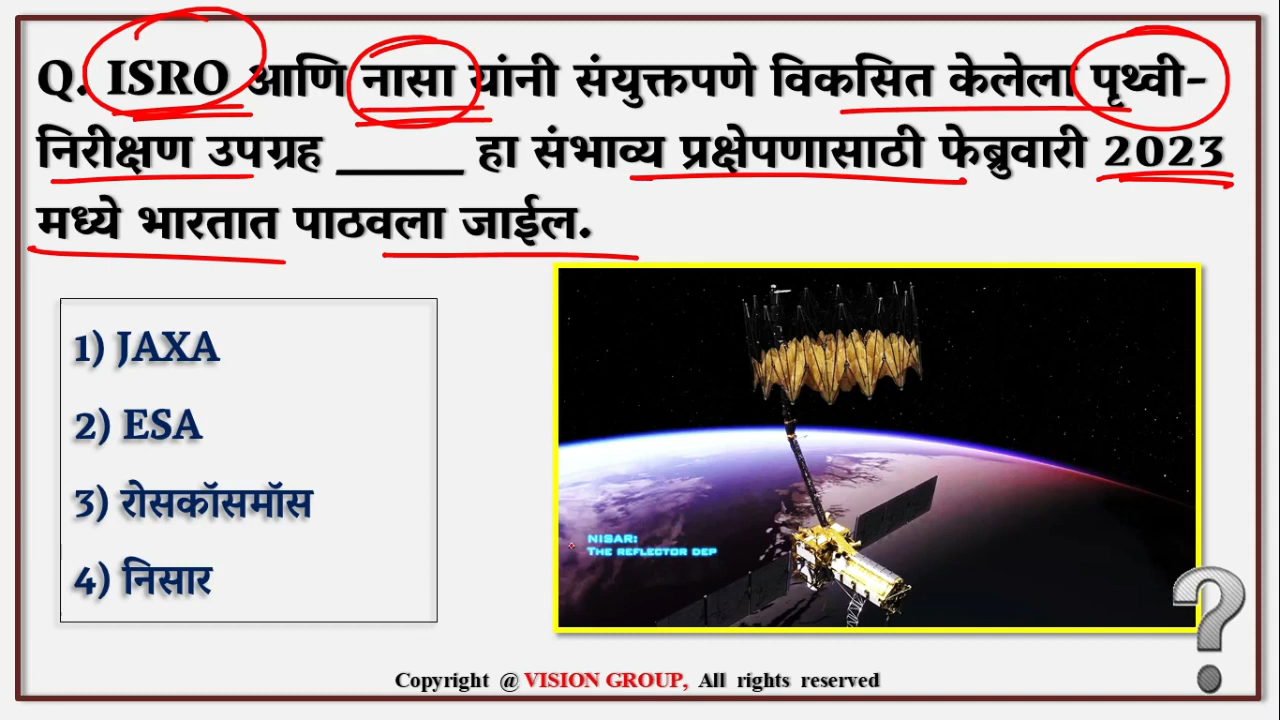 Q. ISRO आणि नासा यांनी संयुक्तपणे विकसित केलेला पृथ्वी-
निरीक्षण उपग्रह _____ हा संभाव्य प्रक्षेपणासाठी फेब्रुवारी 2023
मध्ये भारतात पाठवला जाईल.
1) JAXA
2) ESA
3) रोसकॉसमॉस
4) निसार
NISAR:
THE REFLECTOR DEP
?
Copyright @ VISION GROUP, All rights reserved